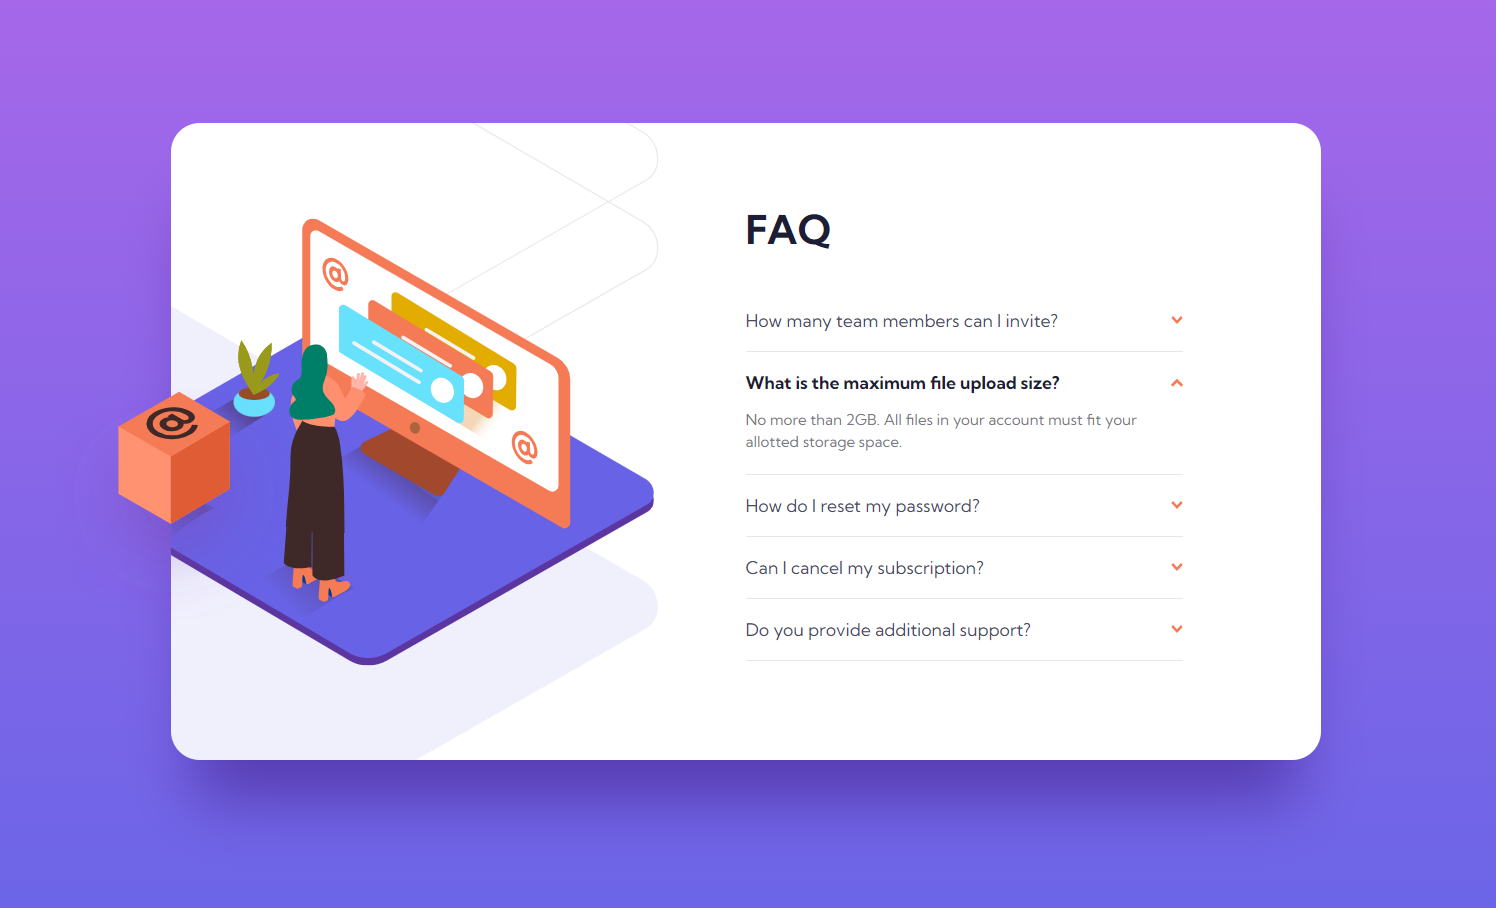 FAQ
How many team members can I invite?
What is the maximum file upload size?
No more than 2GB. All files in your account must fit your
allotted storage space.
How do I reset my password?
Can I cancel my subscription?
Do you provide additional support?
@
@
@